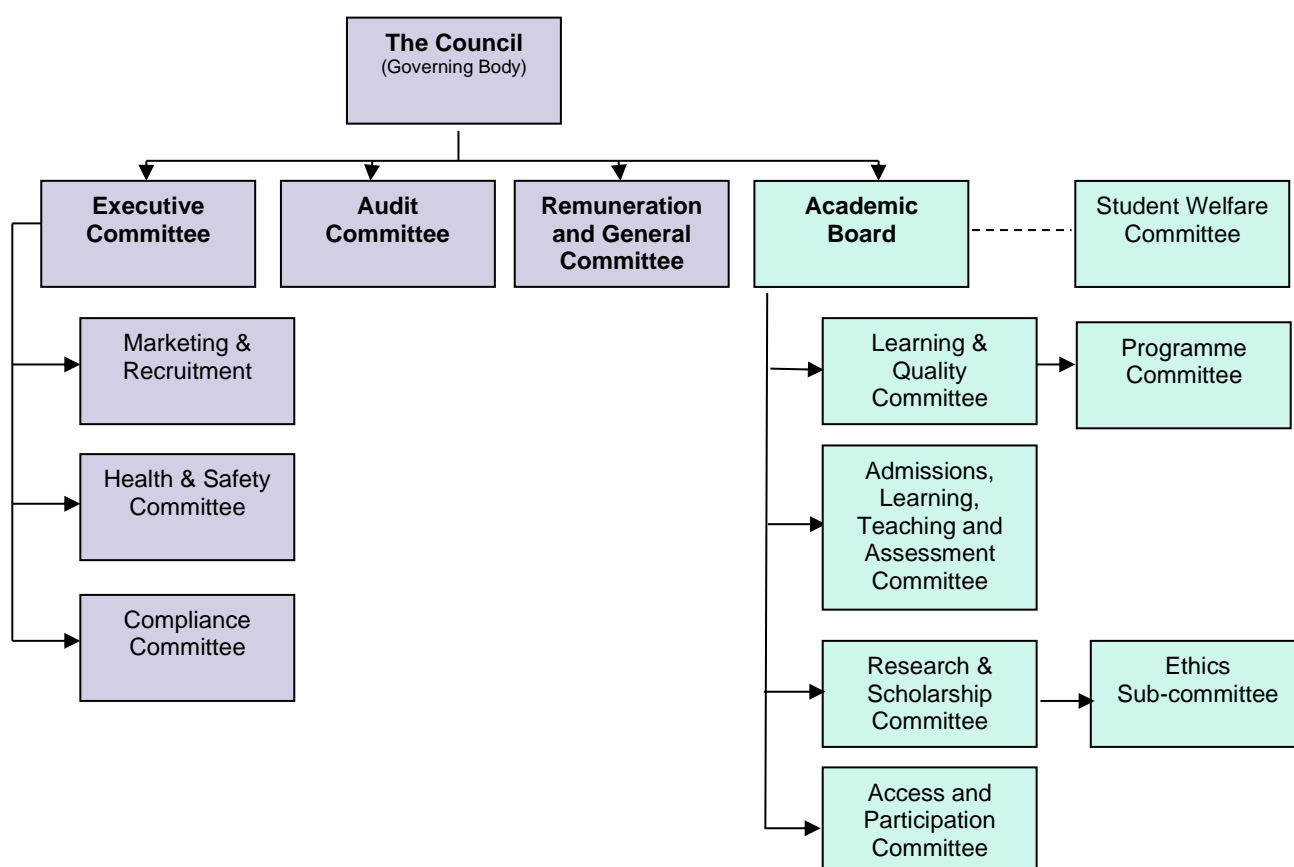 The Council
(Governing Body)
Executive
Committee
Audit
Committee
Remuneration
and General
Committee
Academic
Board
Student Welfare
Committee
Marketing &
Recruitment
Learning &
Quality
Committee
Programme
Committee
Health & Safety
Committee
Admissions,
Learning,
Teaching and
Assessment
Committee
Compliance
Committee
Research &
Scholarship
Committee
Ethics
Sub-committee
Access and
Participation
Committee